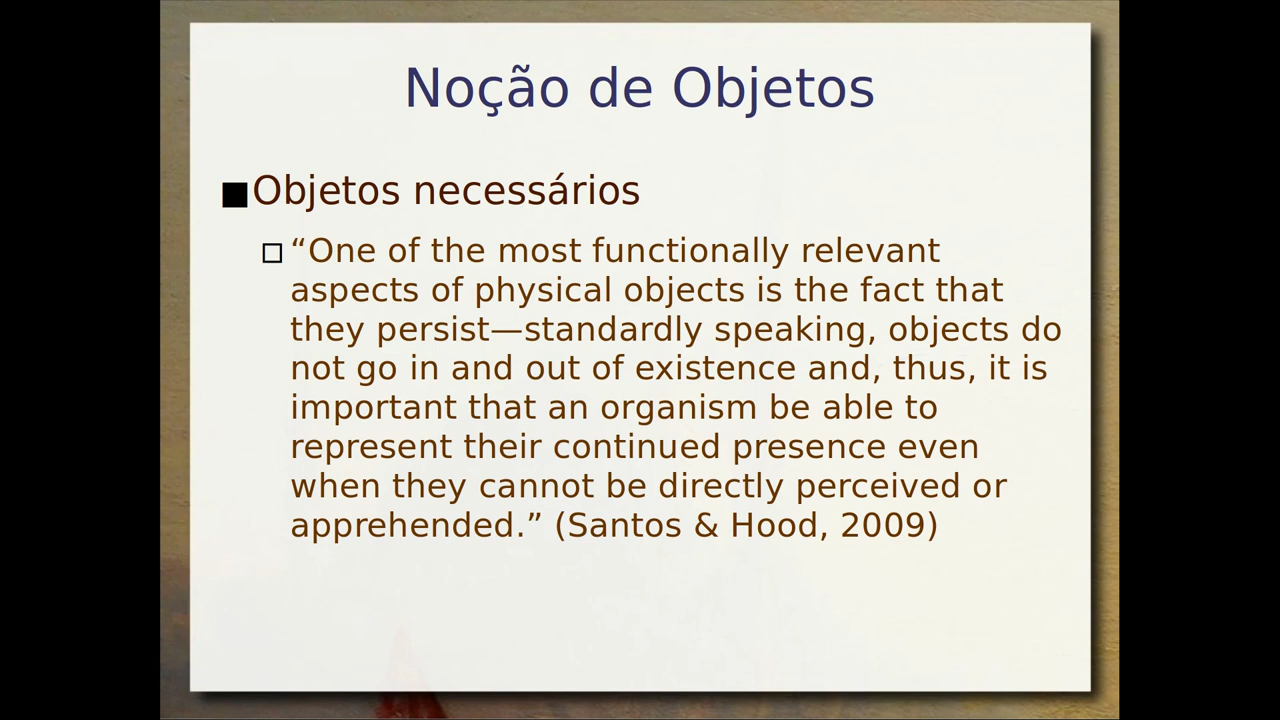 Noção de Objetos
Objetos necessários
“One of the most functionally relevant
aspects of physical objects is the fact that
they persist—standardly speaking, objects do
not go in and out of existence and, thus, it is
important that an organism be able to
represent their continued presence even
when they cannot be directly perceived or
apprehended.” (Santos & Hood, 2009)